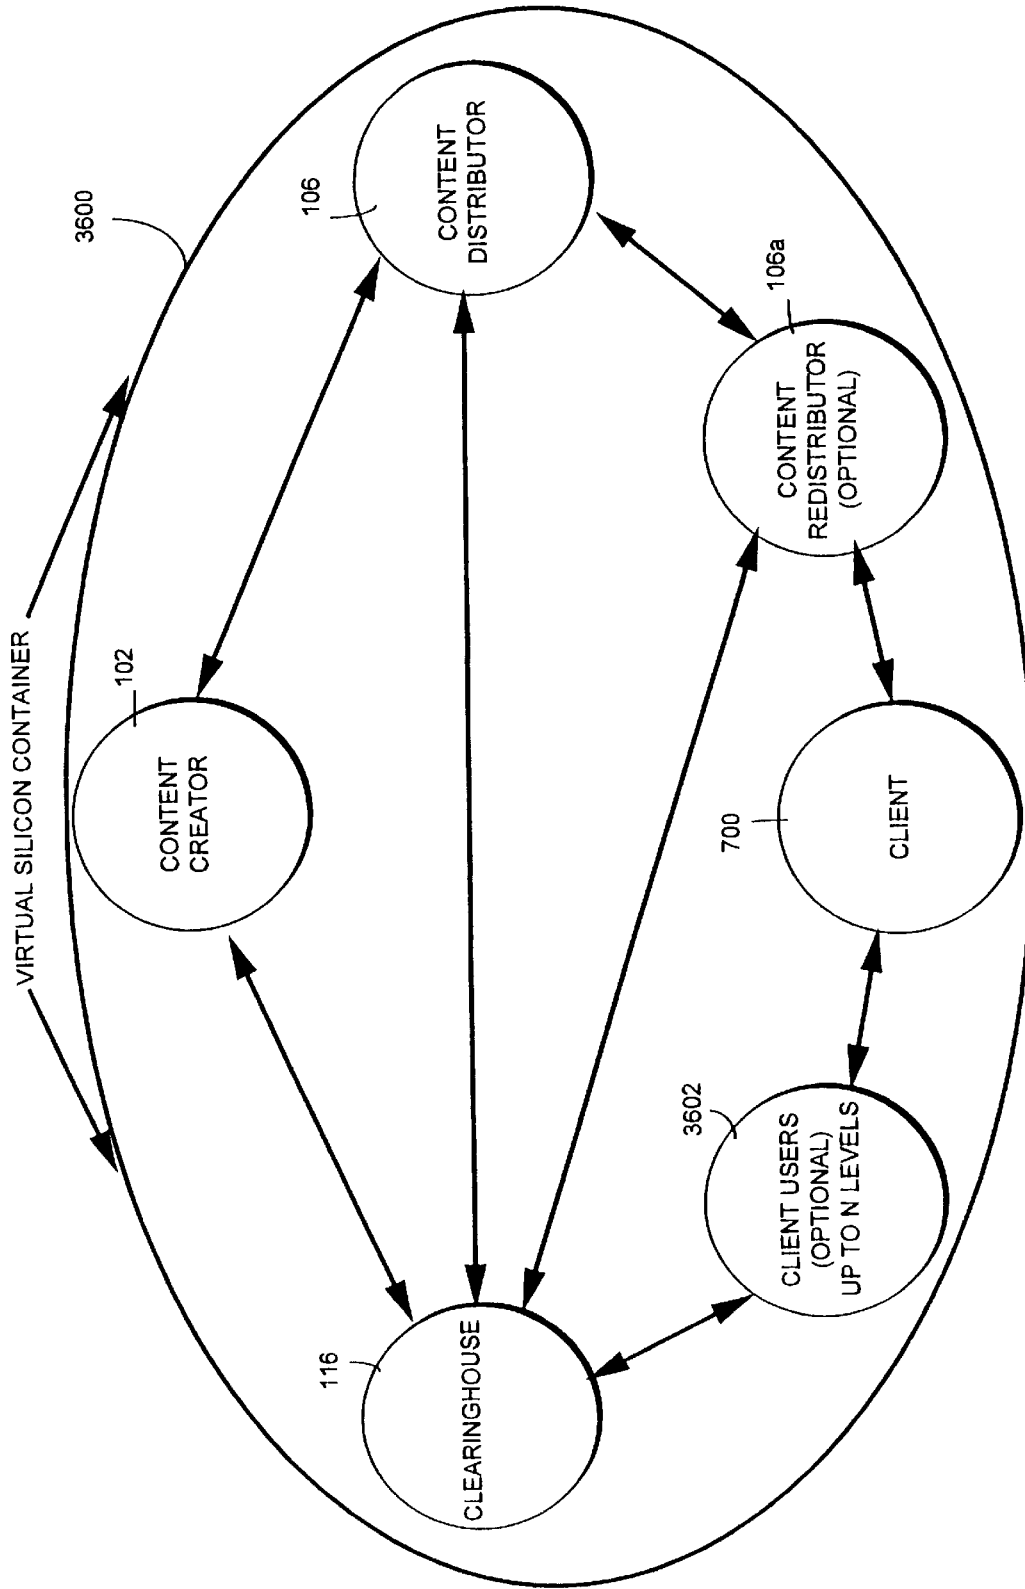 VIRTUAL SILICON CONTAINER
3600
102
CONTENT
CREATOR
106
CONTENT
DISTRIBUTOR
116
CLEARINGHOUSE
106a
CONTENT
REDISTRIBUTOR
(OPTIONAL)
3602
CLIENT USERS
(OPTIONAL)
UP TO N LEVELS
700
CLIENT